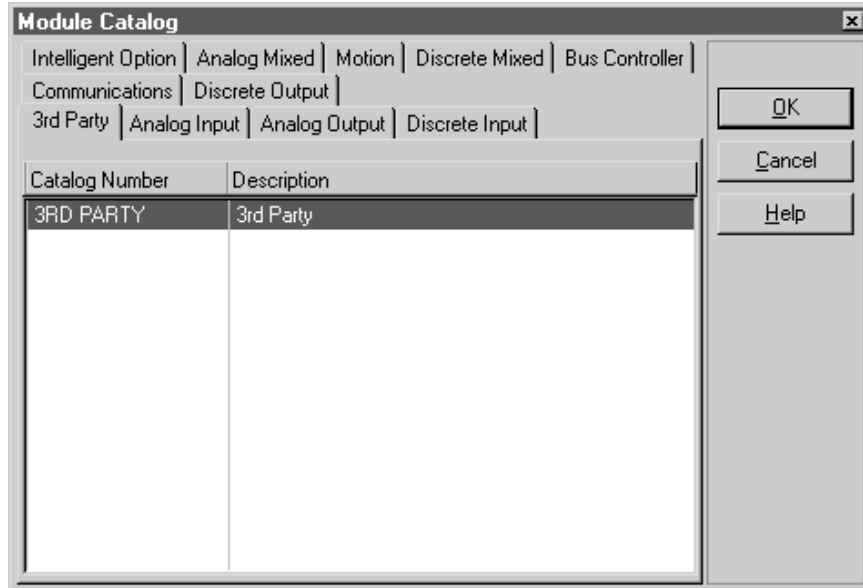 Module Catalog
Intelligent Option Analog Mixed Motion Discrete Mixed Bus Controller
Communications Discrete Output
3rd Party Analog Input Analog Output Discrete Input
Catalog Number Description
3RD PARTY 3rd Party
OK
Cancel
Help